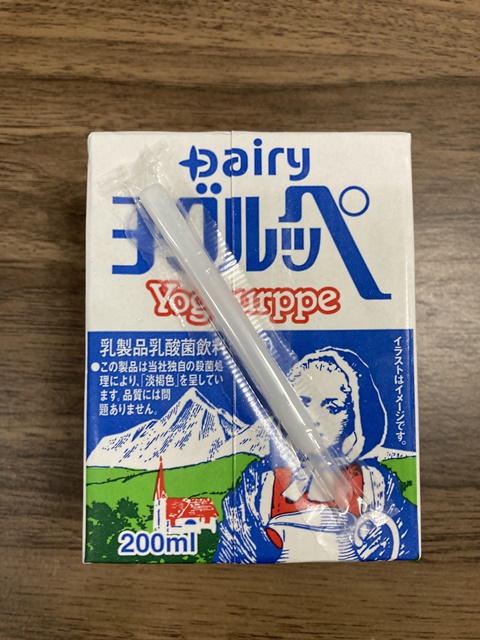 Dairy
ヨーグルッペ
Yoghurppe
乳製品乳酸菌飲料
●この製品は当社独自の殺菌処
理により、「淡褐色」を呈してい
ます。品質には問
題ありません。
イラストはイメージです。
200ml